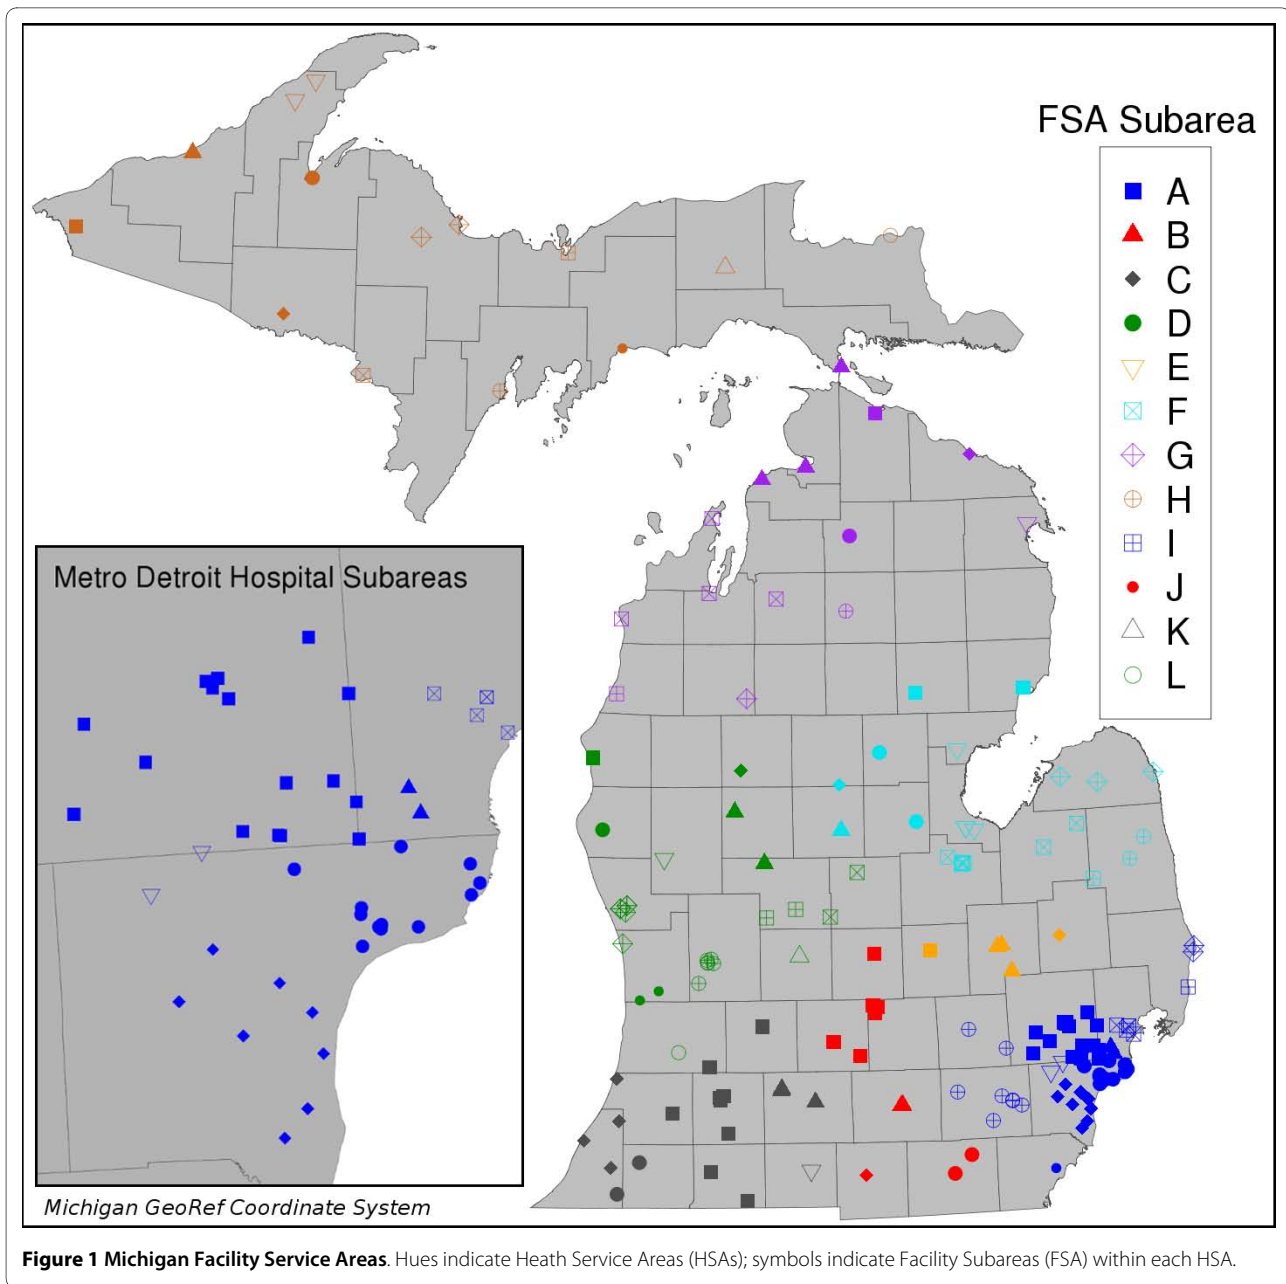 FSA Subarea
A
B
C
D
E
F
G
H
I
J
K
L
Metro Detroit Hospital Subareas
Michigan GeoRef Coordinate System
Figure 1 Michigan Facility Service Areas. Hues indicate Heath Service Areas (HSAs); symbols indicate Facility Subareas (FSA) within each HSA.